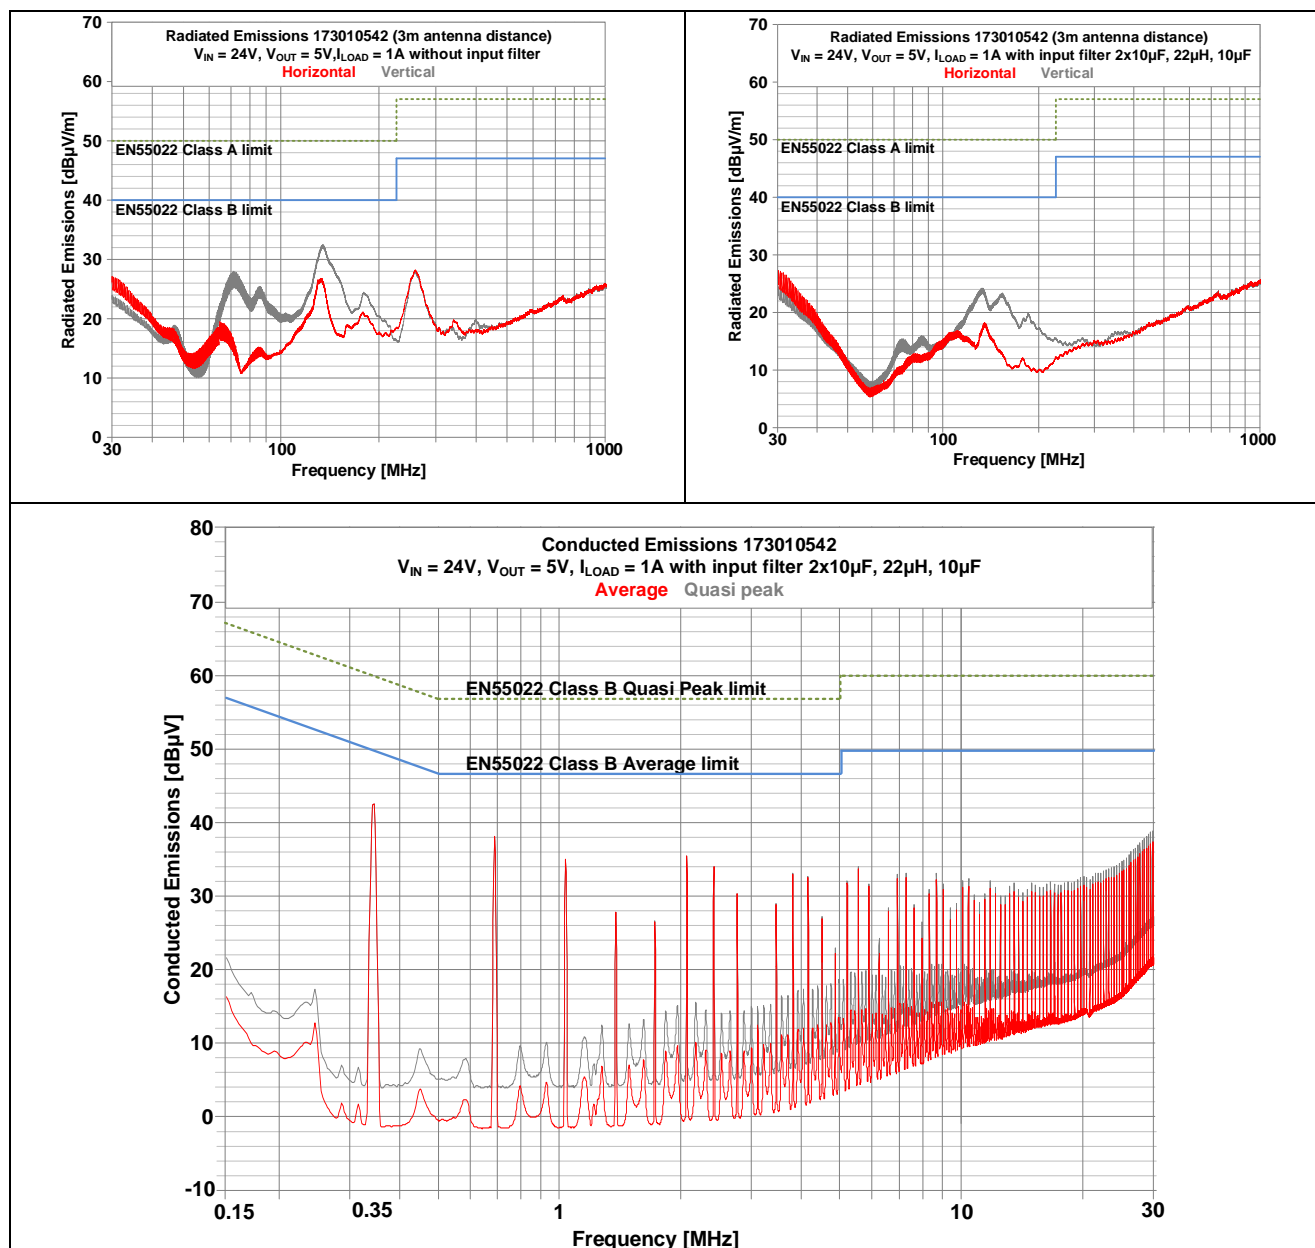 70
60
50
40
30
20
10
0
Radiated Emissions [dBµV/m]
Radiated Emissions 173010542 (3m antenna distance)
VIN = 24V, VOUT = 5V,ILOAD = 1A without input filter
Horizontal Vertical
EN55022 Class A limit
EN55022 Class B limit
30 100 1000
Frequency [MHz]
70
60
50
40
30
20
10
0
Radiated Emissions [dBµV/m]
Radiated Emissions 173010542 (3m antenna distance)
VIN = 24V, VOUT = 5V, ILOAD = 1A with input filter 2x10µF, 22µH, 10µF
Horizontal Vertical
EN55022 Class A limit
EN55022 Class B limit
30 100 1000
Frequency [MHz]
80
70
60
50
40
30
20
10
0
-10
Conducted Emissions [dBµV]
Conducted Emissions 173010542
VIN = 24V, VOUT = 5V, ILOAD = 1A with input filter 2x10µF, 22µH, 10µF
Average Quasi peak
EN55022 Class B Quasi Peak limit
EN55022 Class B Average limit
0.15 0.35 1 10 30
Frequency [MHz]